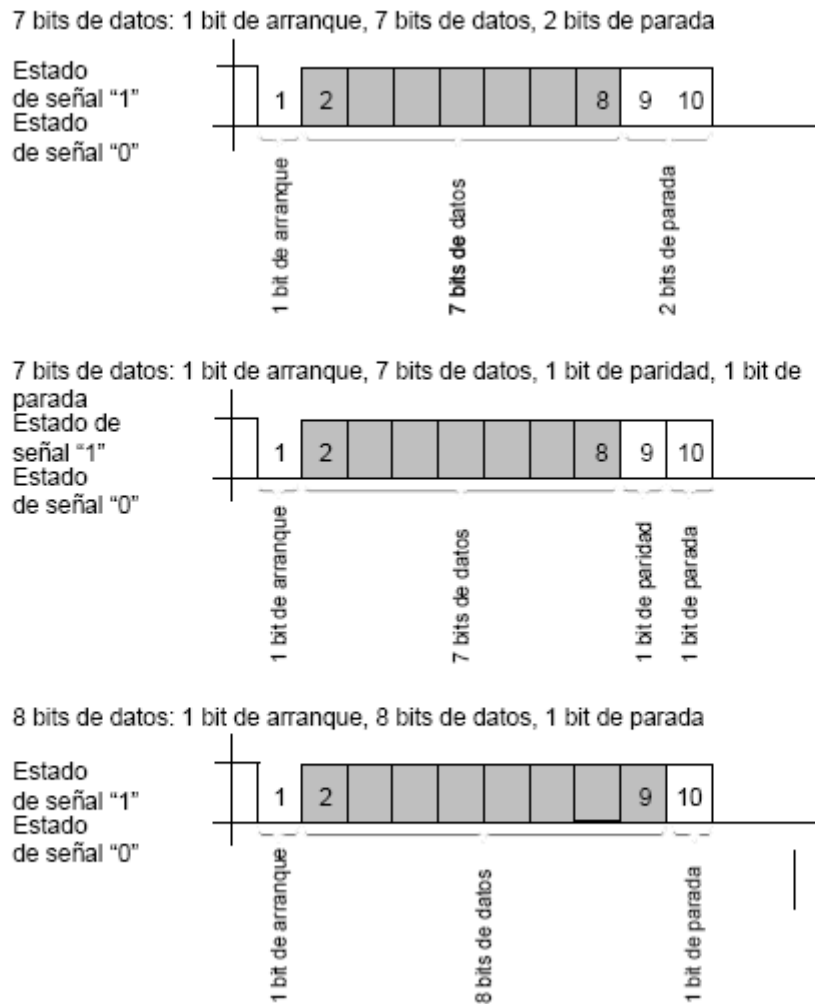 7 bits de datos: 1 bit de arranque, 7 bits de datos, 2 bits de parada
Estado
de señal “1”
Estado
de señal “0”
1 2 8 9 10
1 bit de arranque
7 bits de datos
2 bits de parada
7 bits de datos: 1 bit de arranque, 7 bits de datos, 1 bit de paridad, 1 bit de
parada
Estado de
señal “1”
Estado
de señal “0”
1 2 8 9 10
1 bit de arranque
7 bits de datos
1 bit de paridad
1 bit de parada
8 bits de datos: 1 bit de arranque, 8 bits de datos, 1 bit de parada
Estado
de señal “1”
Estado
de señal “0”
1 2 9 10
1 bit de arranque
8 bits de datos
1 bit de parada